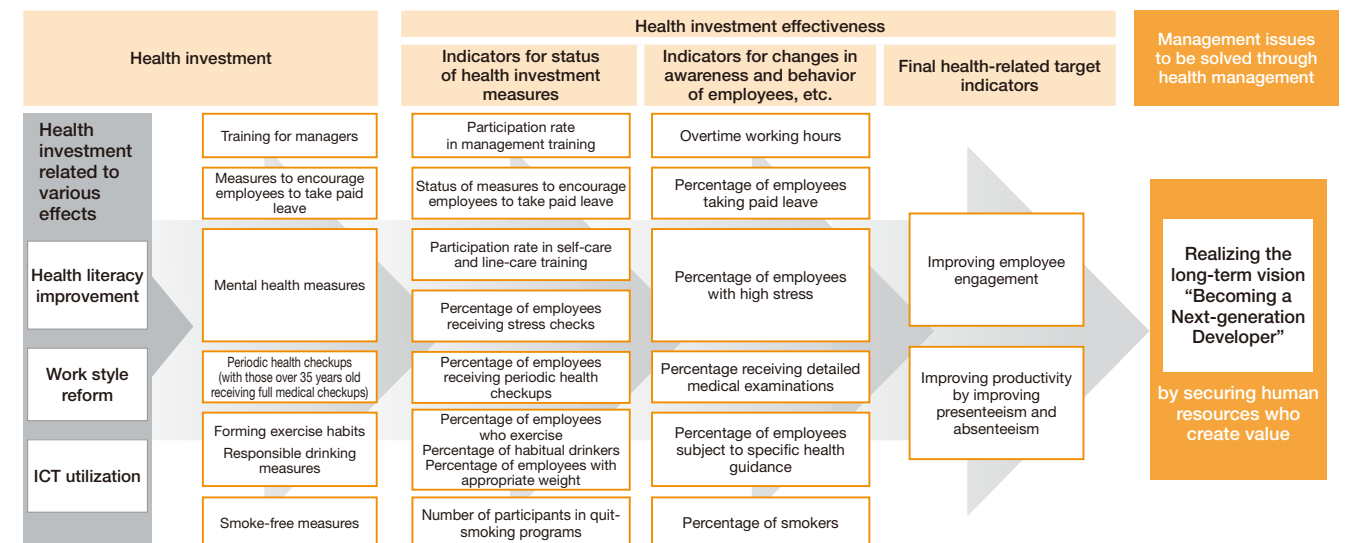 Health investment
Health investment effectiveness
Indicators for status
of health investment
measures
Indicators for changes in
awareness and behavior
of employees, etc.
Final health-related target
indicators
Management issues
to be solved through
health management
Health
investment
related to
various
effects
Health literacy
improvement
Work style
reform
ICT utilization
Training for managers
Measures to encourage
employees to take paid
leave
Mental health measures
Periodic health checkups
(with those over 35 years old
receiving full medical checkups)
Forming exercise habits
Responsible drinking
measures
Smoke-free measures
Participation rate
in management training
Status of measures to encourage
employees to take paid leave
Participation rate in self-care
and line-care training
Percentage of employees
receiving stress checks
Percentage of employees
receiving periodic health
checkups
Percentage of employees
who exercise
Percentage of habitual drinkers
Percentage of employees with
appropriate weight
Number of participants in quit-
smoking programs
Overtime working hours
Percentage of employees
taking paid leave
Percentage of employees
with high stress
Percentage receiving detailed
medical examinations
Percentage of employees
subject to specific health
guidance
Percentage of smokers
Improving employee
engagement
Improving productivity
by improving
presenteeism and
absenteeism
Realizing the
long-term vision
“Becoming a
Next-generation
Developer”
by securing human
resources who
create value